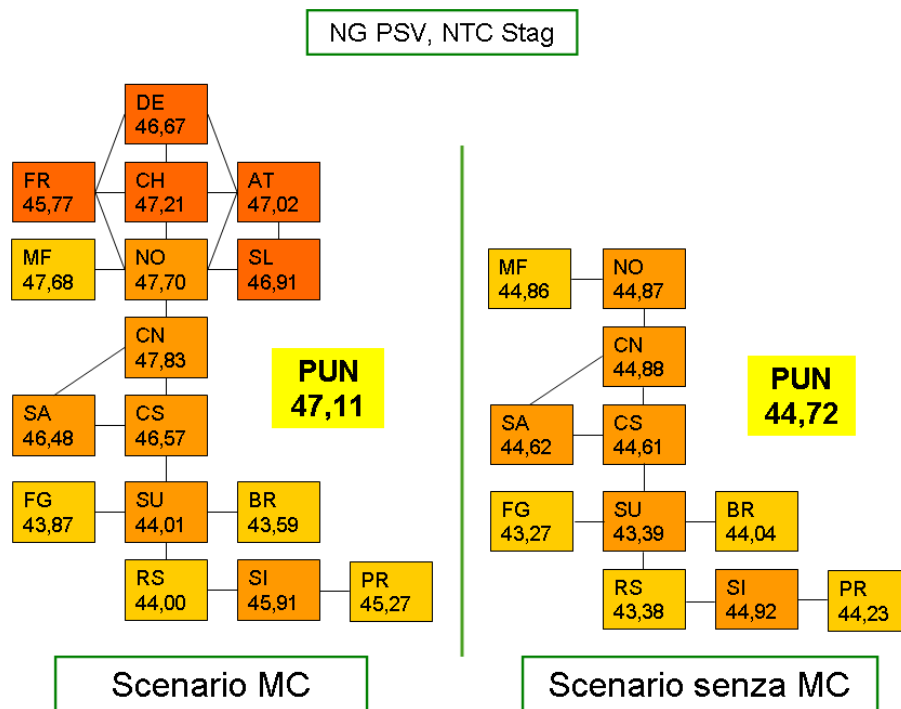 NG PSV, NTC Stag
DE
46,67
FR
45,77
CH
47,21
AT
47,02
MF
47,68
NO
47,70
SL
46,91
CN
47,83
PUN
47,11
SA
46,48
CS
46,57
FG
43,87
SU
44,01
BR
43,59
RS
44,00
SI
45,91
PR
45,27
Scenario MC
MF
44,86
NO
44,87
CN
44,88
PUN
44,72
SA
44,62
CS
44,61
FG
43,27
SU
43,39
BR
44,04
RS
43,38
SI
44,92
PR
44,23
Scenario senza MC